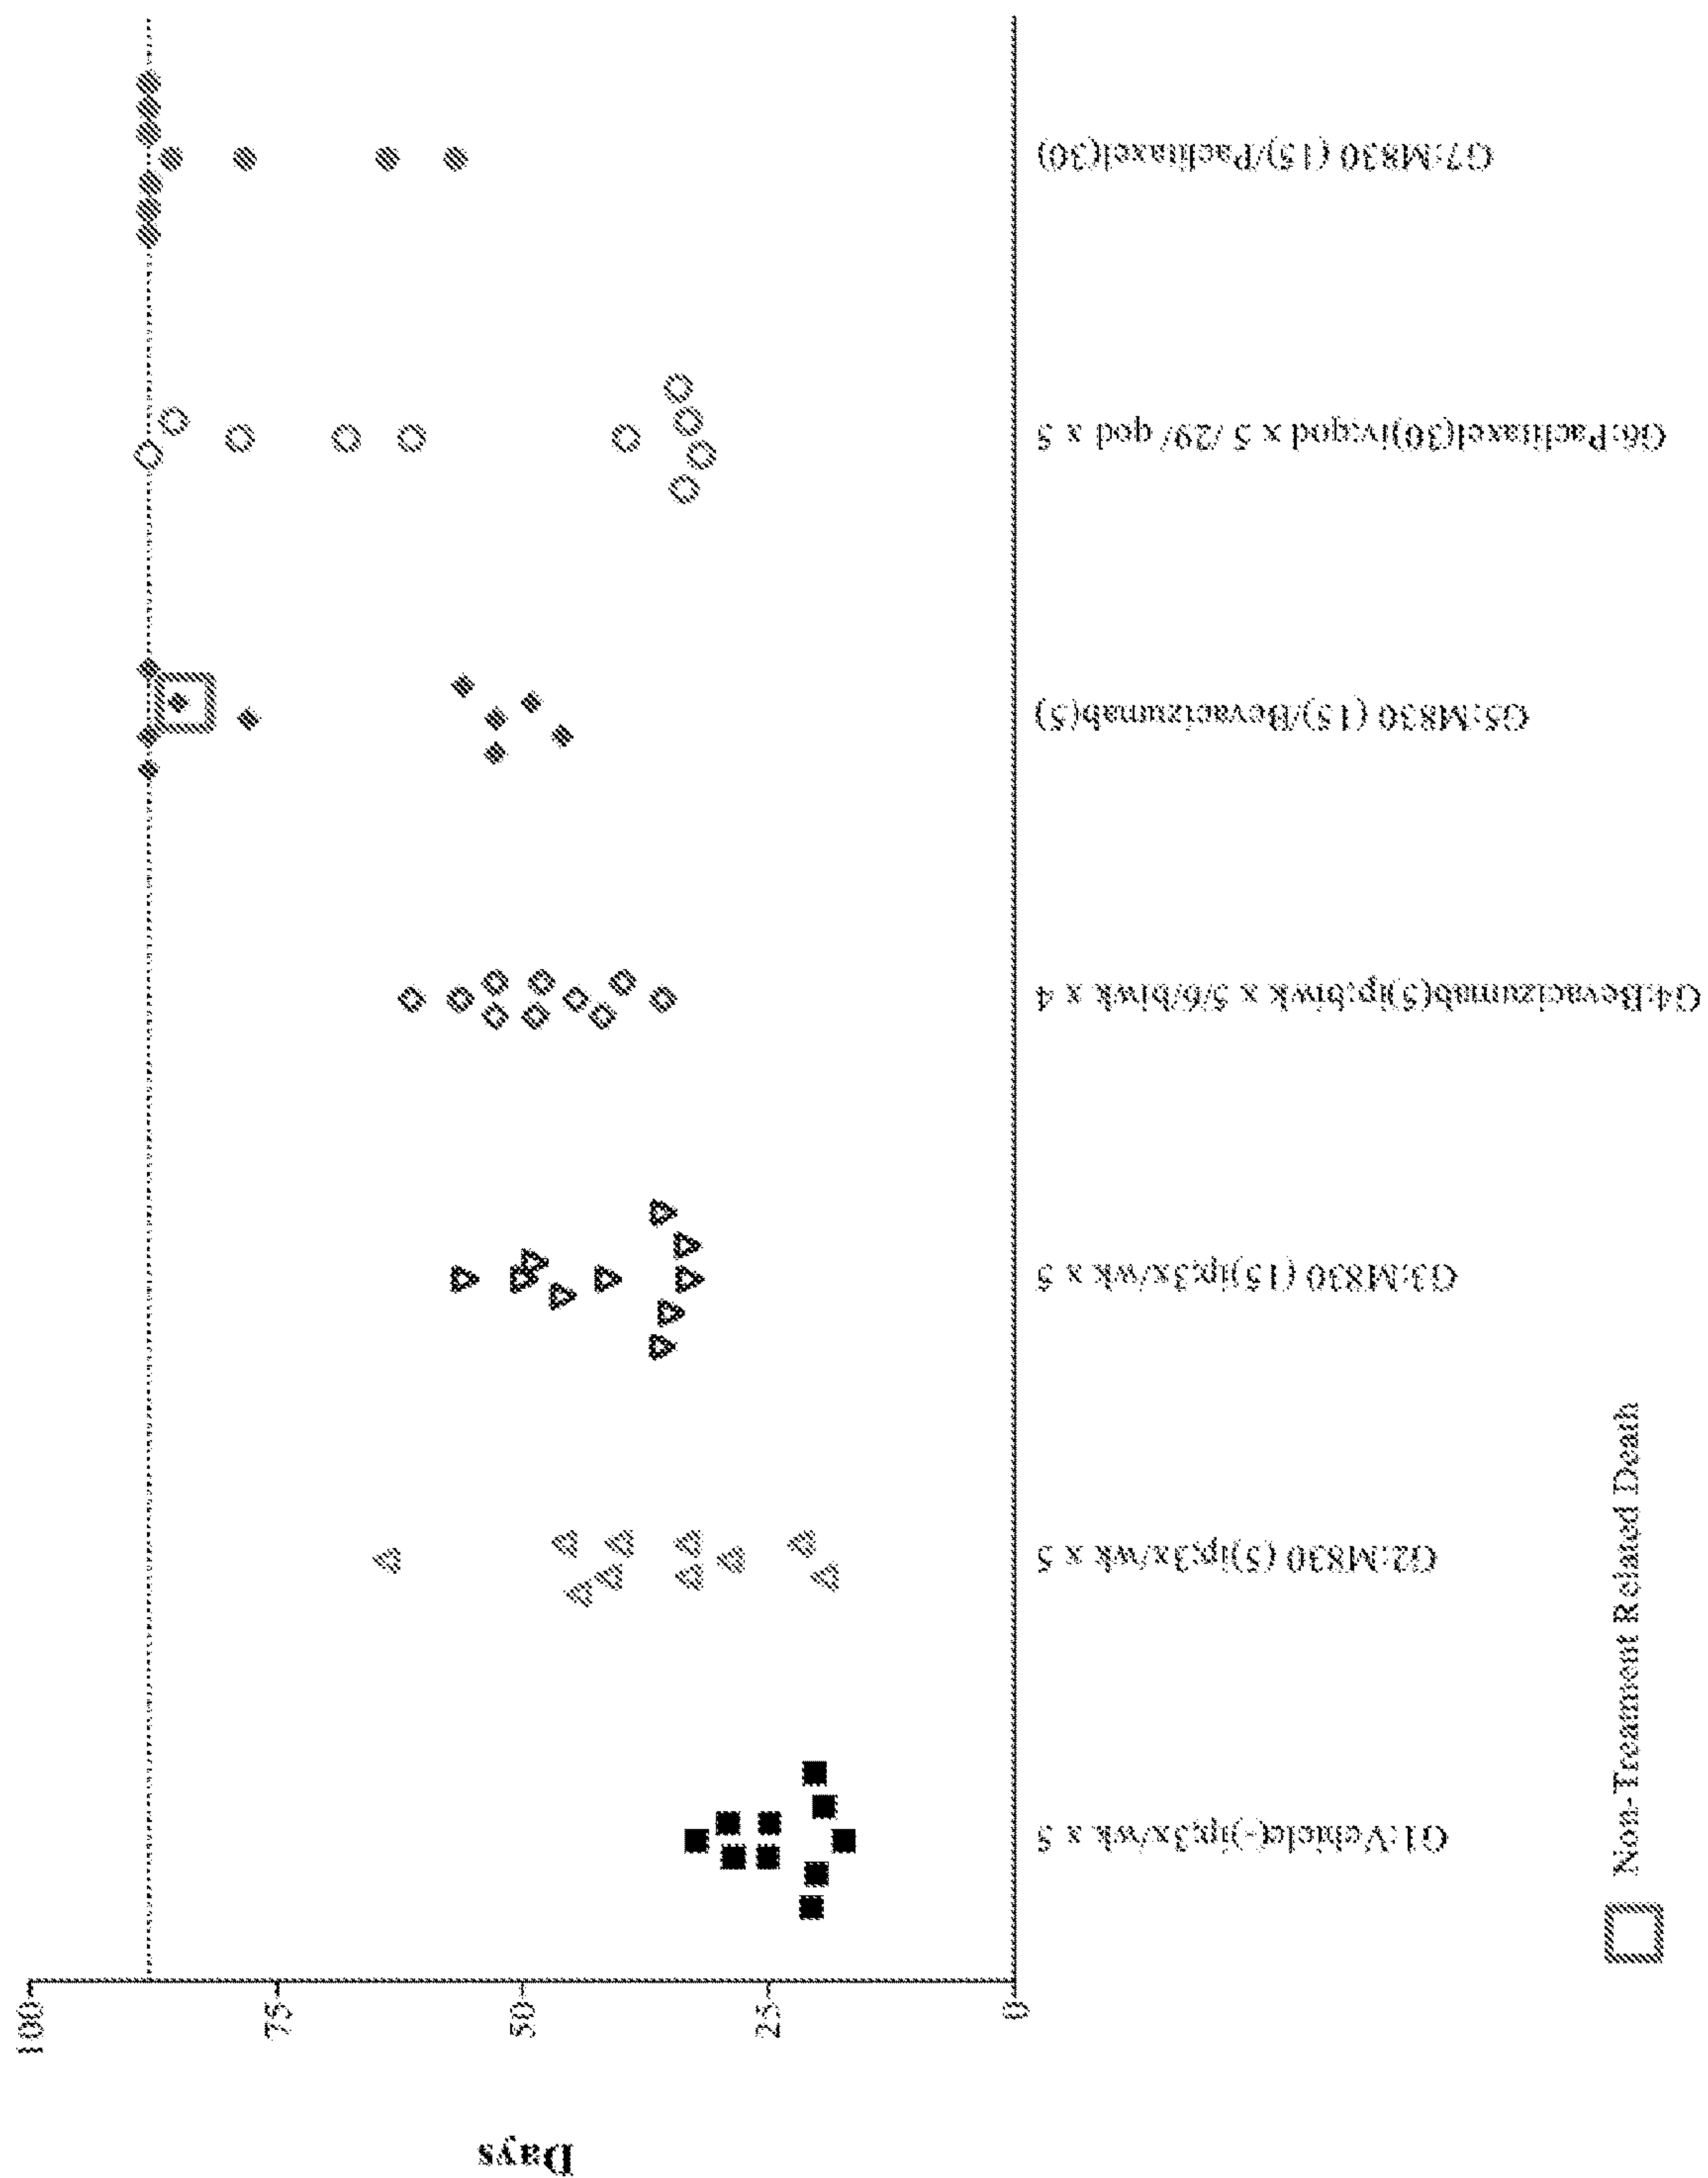 Days
100
75
50
25
0
G1:Vehicle(-)ip;3x/wk x 5
G2:M830 (5)ip;3x/wk x 5
G3:M830 (15)ip;3x/wk x 5
G4:Bevacizumab(5)ip;biwk x 5/6/biwk x 4
G5:M830 (15)/Bevacizumab(5)
G6:Paclitaxel(30)iv;qod x 5 /29/ qod x 5
G7:M830 (15)/Paclitaxel(30)
Non-Treament Related Death